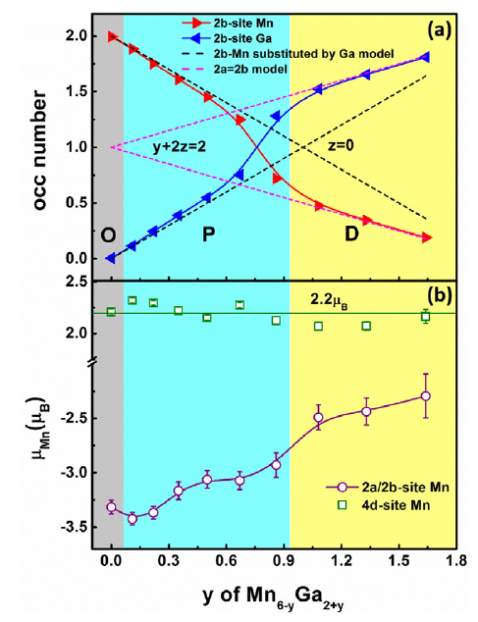 (a)
2b-site Mn
2b-site Ga
2b-Mn substituted by Ga model
2a=2b model
2.0
1.5
1.0
0.5
0.0
occ number
y+2z=2
z=0
O
P
D
(b)
2.5
2.0
-2.5
-3.0
-3.5
μMn(μB)
2.2μB
2a/2b-site Mn
4d-site Mn
0.0 0.3 0.6 0.9 1.2 1.5 1.8
y of Mn6-yGa2+y